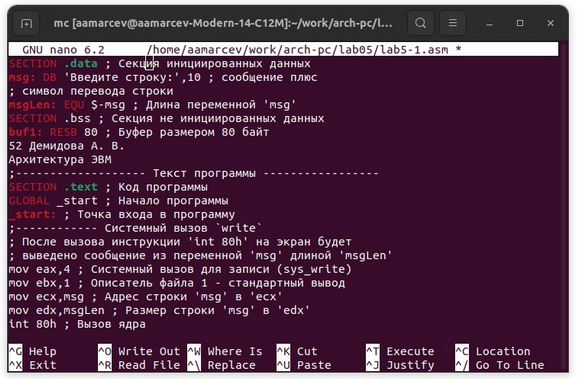 mc [aamarcev@aamarcev-Modern-14-C12M]:~/work/arch-pc/l...
GNU nano 6.2 /home/aamarcev/work/arch-pc/lab05/lab5-1.asm *
SECTION .data ; Секция инициированных данных
msg: DB 'Введите строку:',10 ; сообщение плюс
; символ перевода строки
msgLen: EQU $-msg ; Длина переменной 'msg'
SECTION .bss ; Секция не инициированных данных
buf1: RESB 80 ; Буфер размером 80 байт
52 Демидова А. В.
Архитектура ЭВМ
;------------------- Текст программы -----------------
SECTION .text ; Код программы
GLOBAL _start ; Начало программы
_start: ; Точка входа в программу
;------------ Системный вызов `write`
; После вызова инструкции 'int 80h' на экран будет
; выведено сообщение из переменной 'msg' длиной 'msgLen'
mov eax,4 ; Системный вызов для записи (sys_write)
mov ebx,1 ; Описатель файла 1 - стандартный вывод
mov ecx,msg ; Адрес строки 'msg' в 'ecx'
mov edx,msgLen ; Размер строки 'msg' в 'edx'
int 80h ; Вызов ядра
^G Help ^O Write Out ^W Where Is ^K Cut ^T Execute ^C Location
^X Exit ^R Read File ^\ Replace ^U Paste ^J Justify ^/ Go To Line